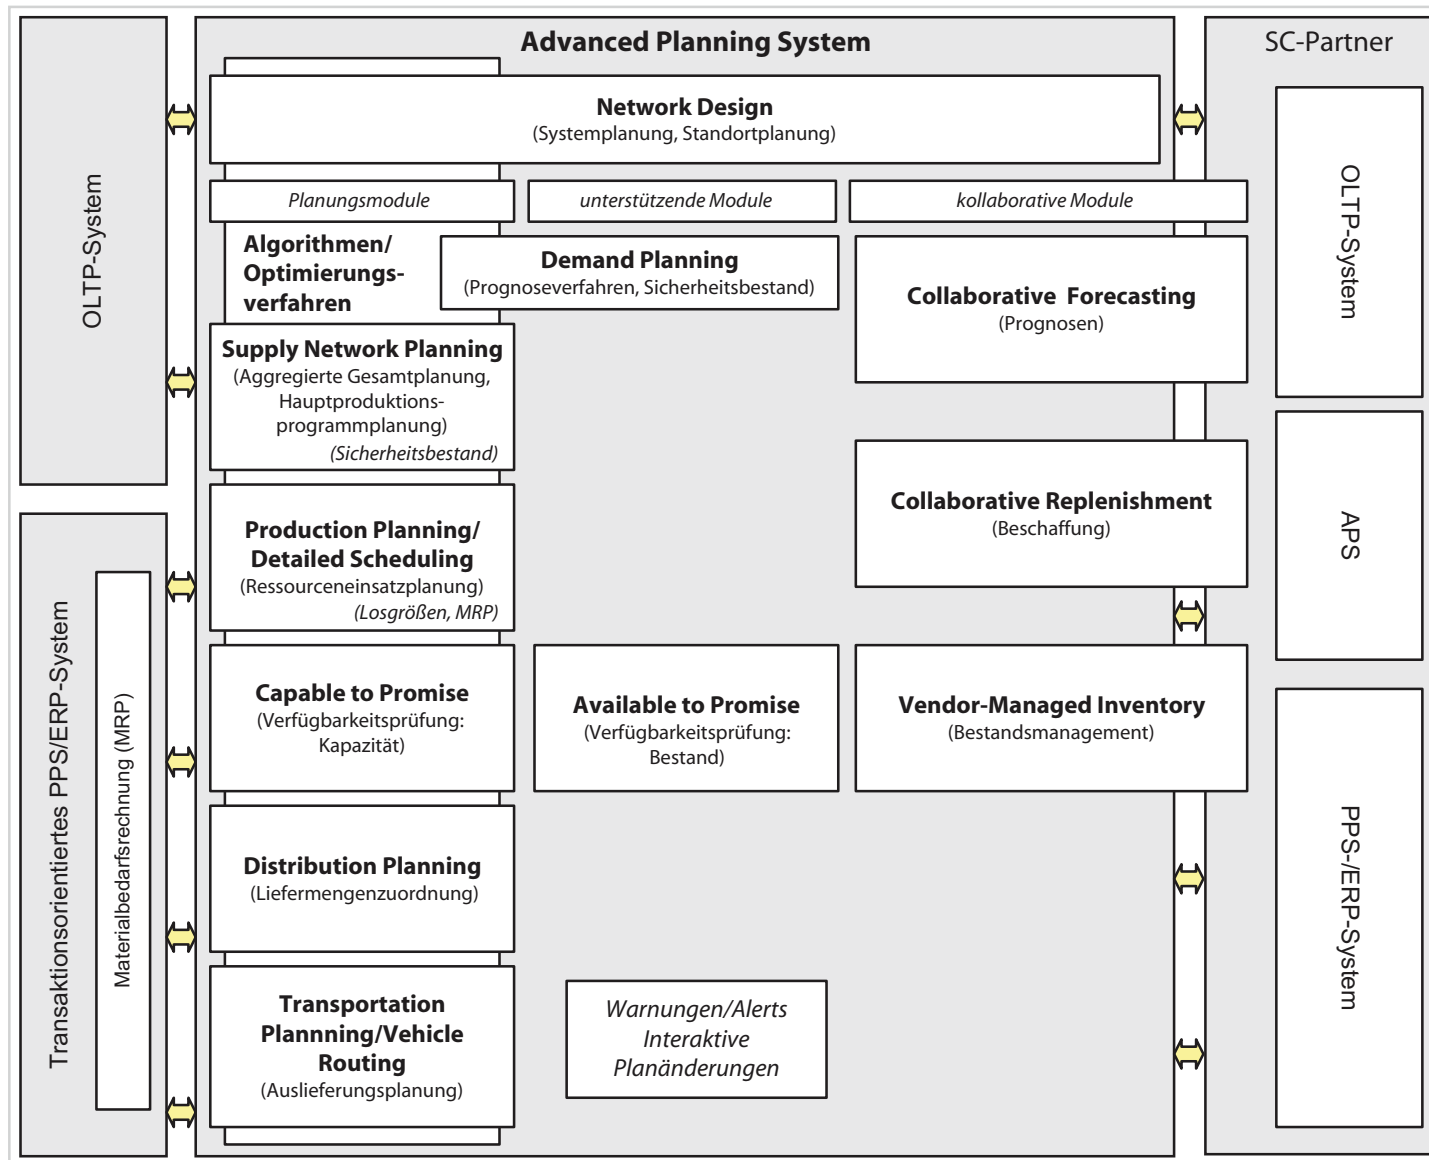 Advanced Planning System
SC-Partner
Network Design
(Systemplanung, Standortplanung)
Planungsmodule
unterstützende Module
kollaborative Module
OLTP-System
Algorithmen/
Optimierungs-
verfahren
Demand Planning
(Prognoseverfahren, Sicherheitsbestand)
Collaborative Forecasting
(Prognosen)
OLTP-System
Supply Network Planning
(Aggregierte Gesamtplanung,
Hauptproduktions-
programmplanung)
(Sicherheitsbestand)
Collaborative Replenishment
(Beschaffung)
APS
Production Planning/
Detailed Scheduling
(Ressourceneinsatzplanung)
(Losgrößen, MRP)
Transaktionsorientiertes PPS/ERP-System
Materialbedarfsrechnung (MRP)
Capable to Promise
(Verfügbarkeitsprüfung:
Kapazität)
Available to Promise
(Verfügbarkeitsprüfung:
Bestand)
Vendor-Managed Inventory
(Bestandsmanagement)
PPS-/ERP-System
Distribution Planning
(Liefermengenzuordnung)
Transportation
Plannning/Vehicle
Routing
(Auslieferungsplanung)
Warnungen/Alerts
Interaktive
Planänderungen